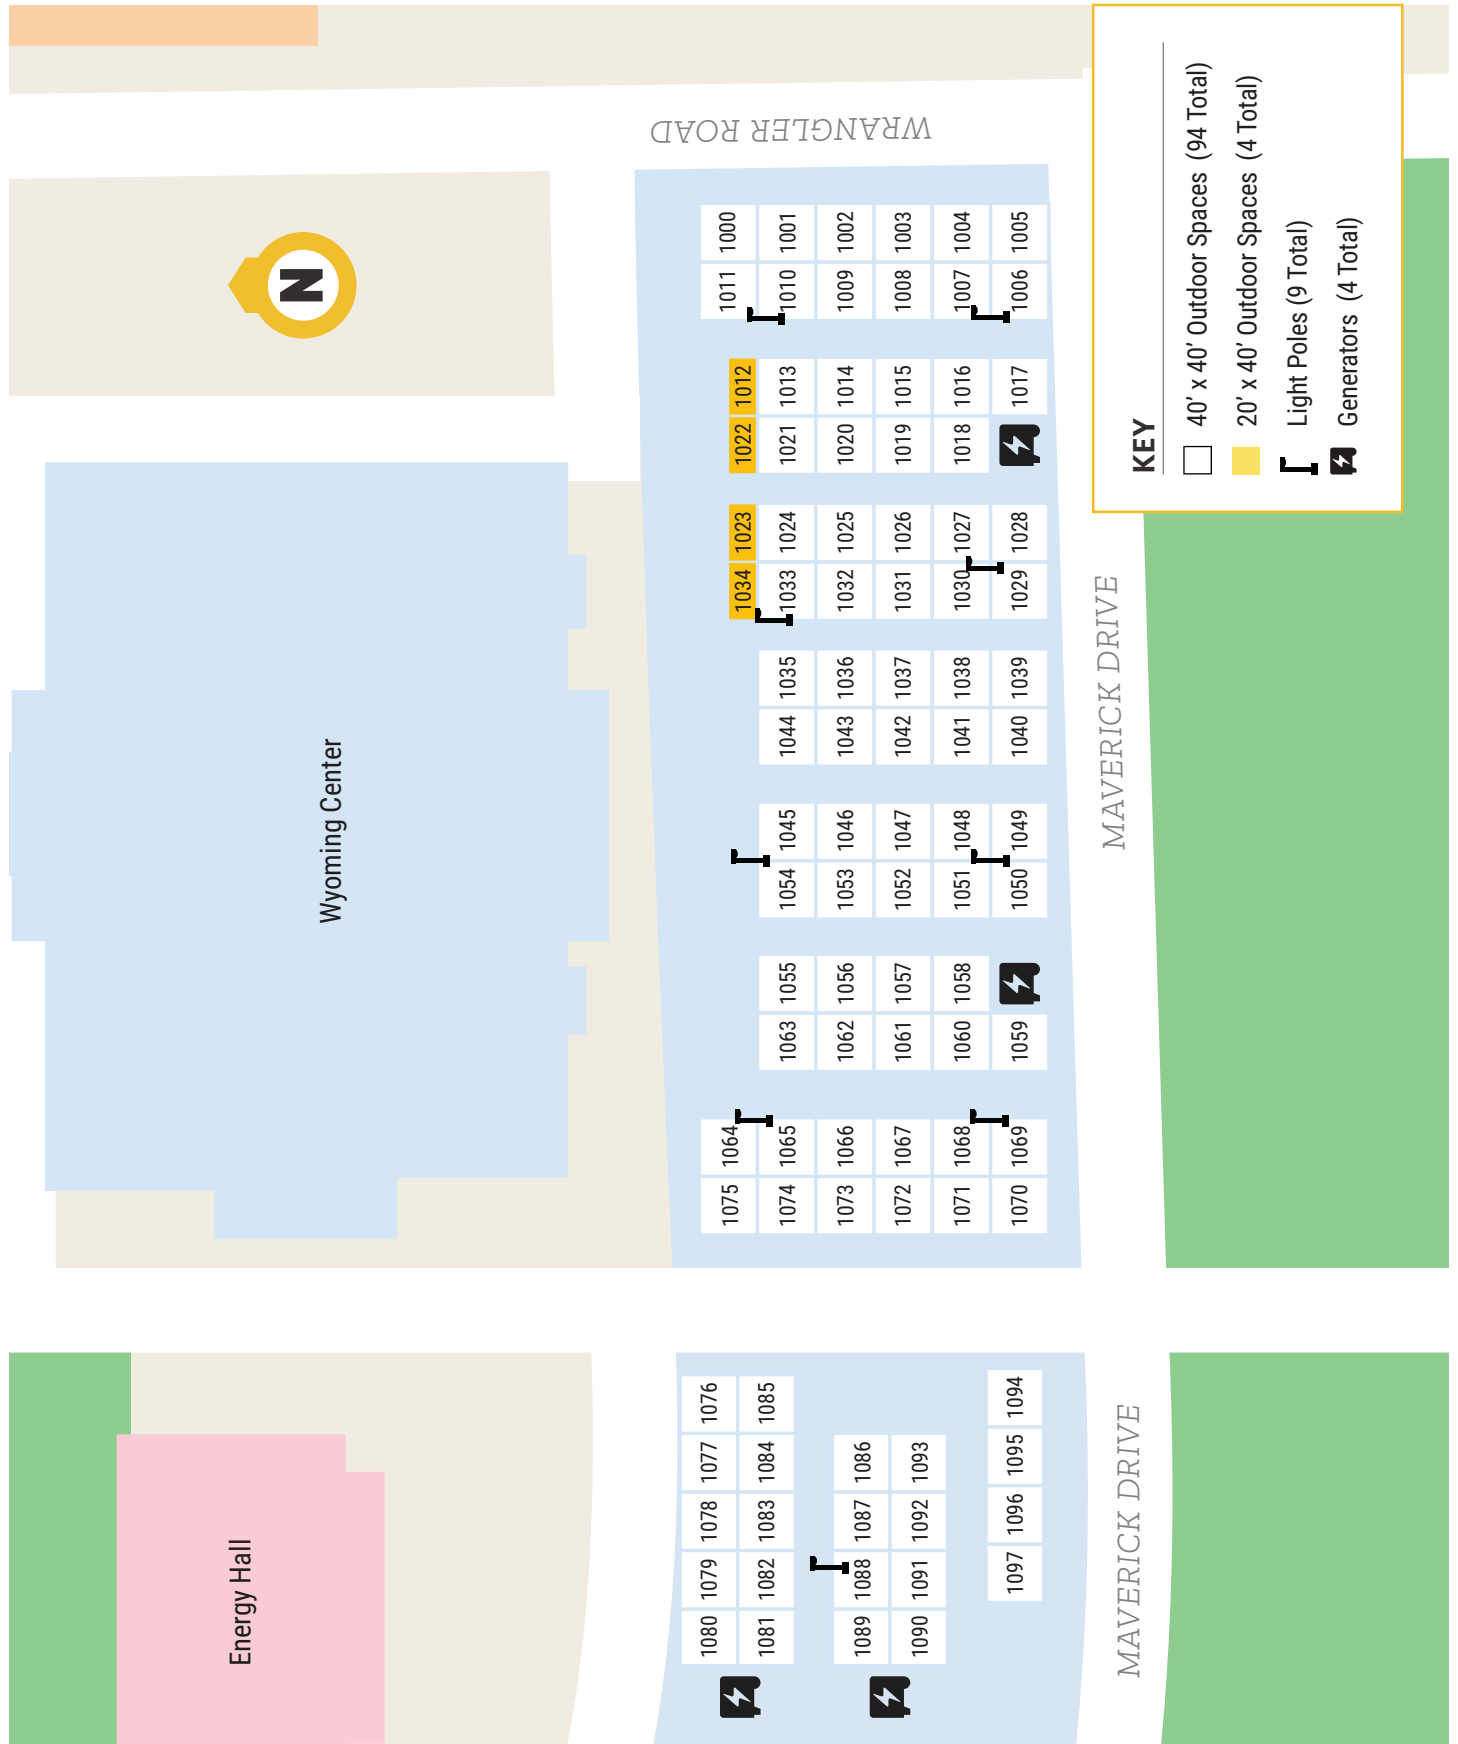 WRANGLER ROAD
KEY
40’ x 40’ Outdoor Spaces (94 Total)
20’ x 40’ Outdoor Spaces (4 Total)
Light Poles (9 Total)
Generators (4 Total)
N
1000 1001 1002 1003 1004 1005
1011 1010 1009 1008 1007 1006
1012 1013 1014 1015 1016 1017
1022 1021 1020 1019 1018
1023 1024 1025 1026 1027 1028
1034 1033 1032 1031 1030 1029
1035 1036 1037 1038 1039
1044 1043 1042 1041 1040
1045 1046 1047 1048 1049
1054 1053 1052 1051 1050
1055 1056 1057 1058
1063 1062 1061 1060 1059
1064 1065 1066 1067 1068 1069
1075 1074 1073 1072 1071 1070
Wyoming Center
MAVERICK DRIVE
1076 1085
1077 1084
1078 1083
1079 1082
1080 1081
1086 1093
1087 1092
1088 1091
1089 1090
1094
1095
1096
1097
Energy Hall
MAVERICK DRIVE